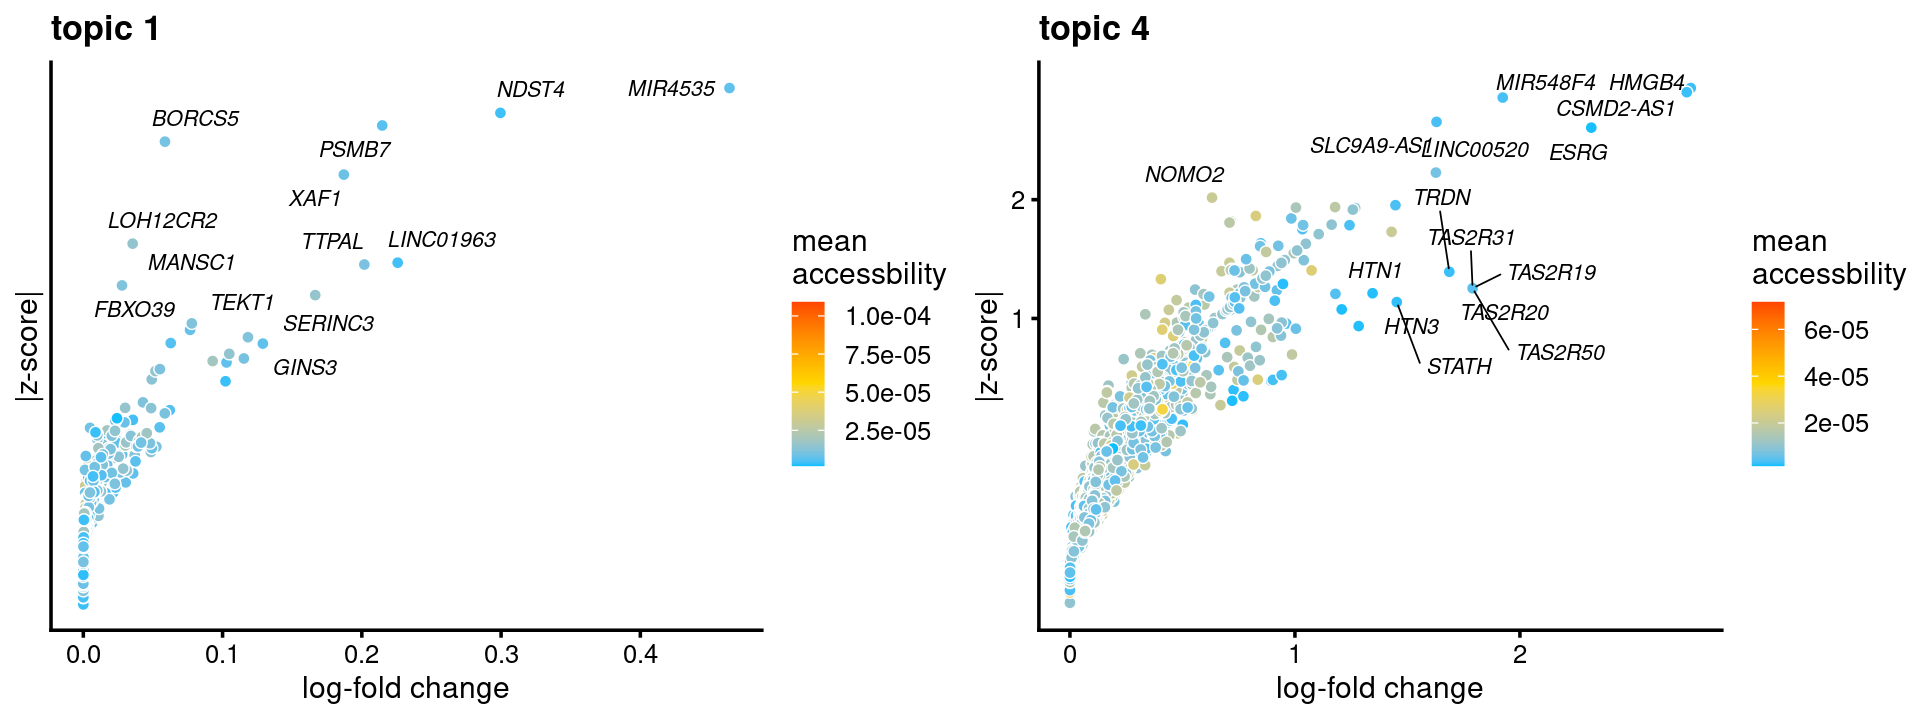 topic 1
NDST4
MIR4535
BORCS5
PSMB7
XAF1
LOH12CR2
TTPAL
LINC01963
MANSC1
FBXO39
TEKT1
SERINC3
GINS3
|z-score|
0.0
0.1
0.2
0.3
0.4
log-fold change
mean
accessbility
1.0e-04
7.5e-05
5.0e-05
2.5e-05
topic 4
MIR548F4
HMGB4
CSMD2-AS1
SLC9A9-AS1
LINC00520
ESRG
NOMO2
TRDN
TAS2R31
HTN1
TAS2R19
TAS2R20
HTN3
TAS2R50
STATH
|z-score|
2
1
0
1
2
log-fold change
mean
accessbility
6e-05
4e-05
2e-05